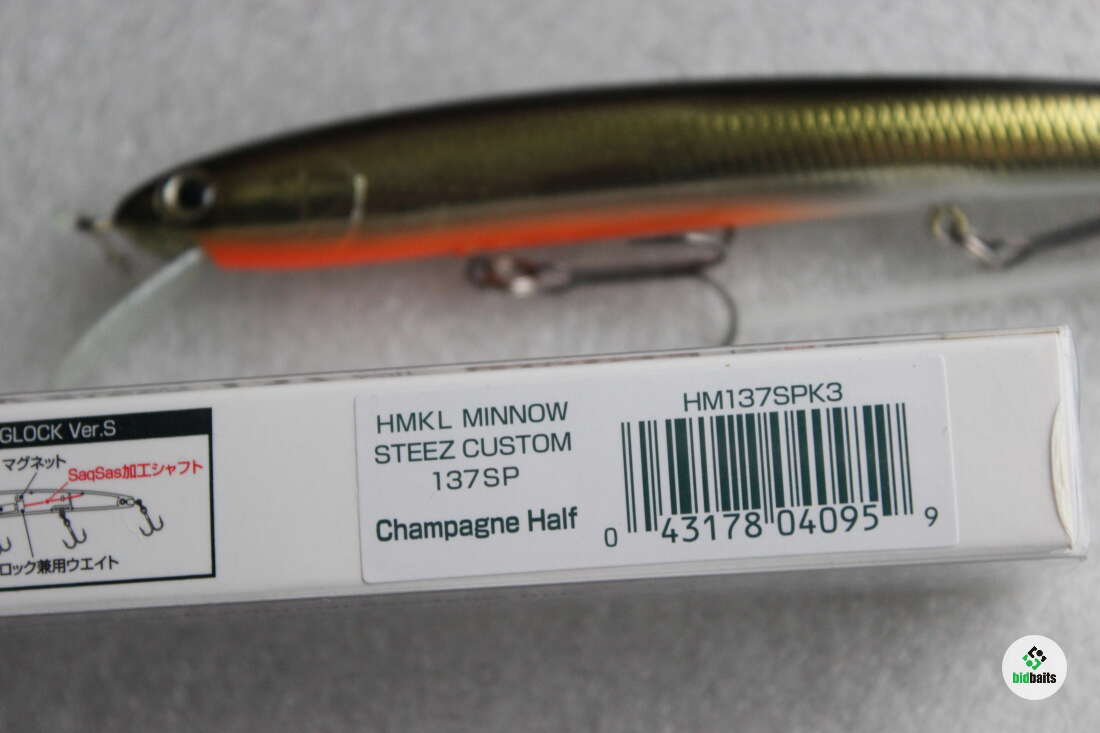 GLOCK Ver.S
マグネット
SaqSas加工シャフト
ロック兼用ウエイト
HMKL MINNOW
STEEZ CUSTOM
137SP
Champagne Half
HM137SPK3
0 43178 04095 9
bidbaits